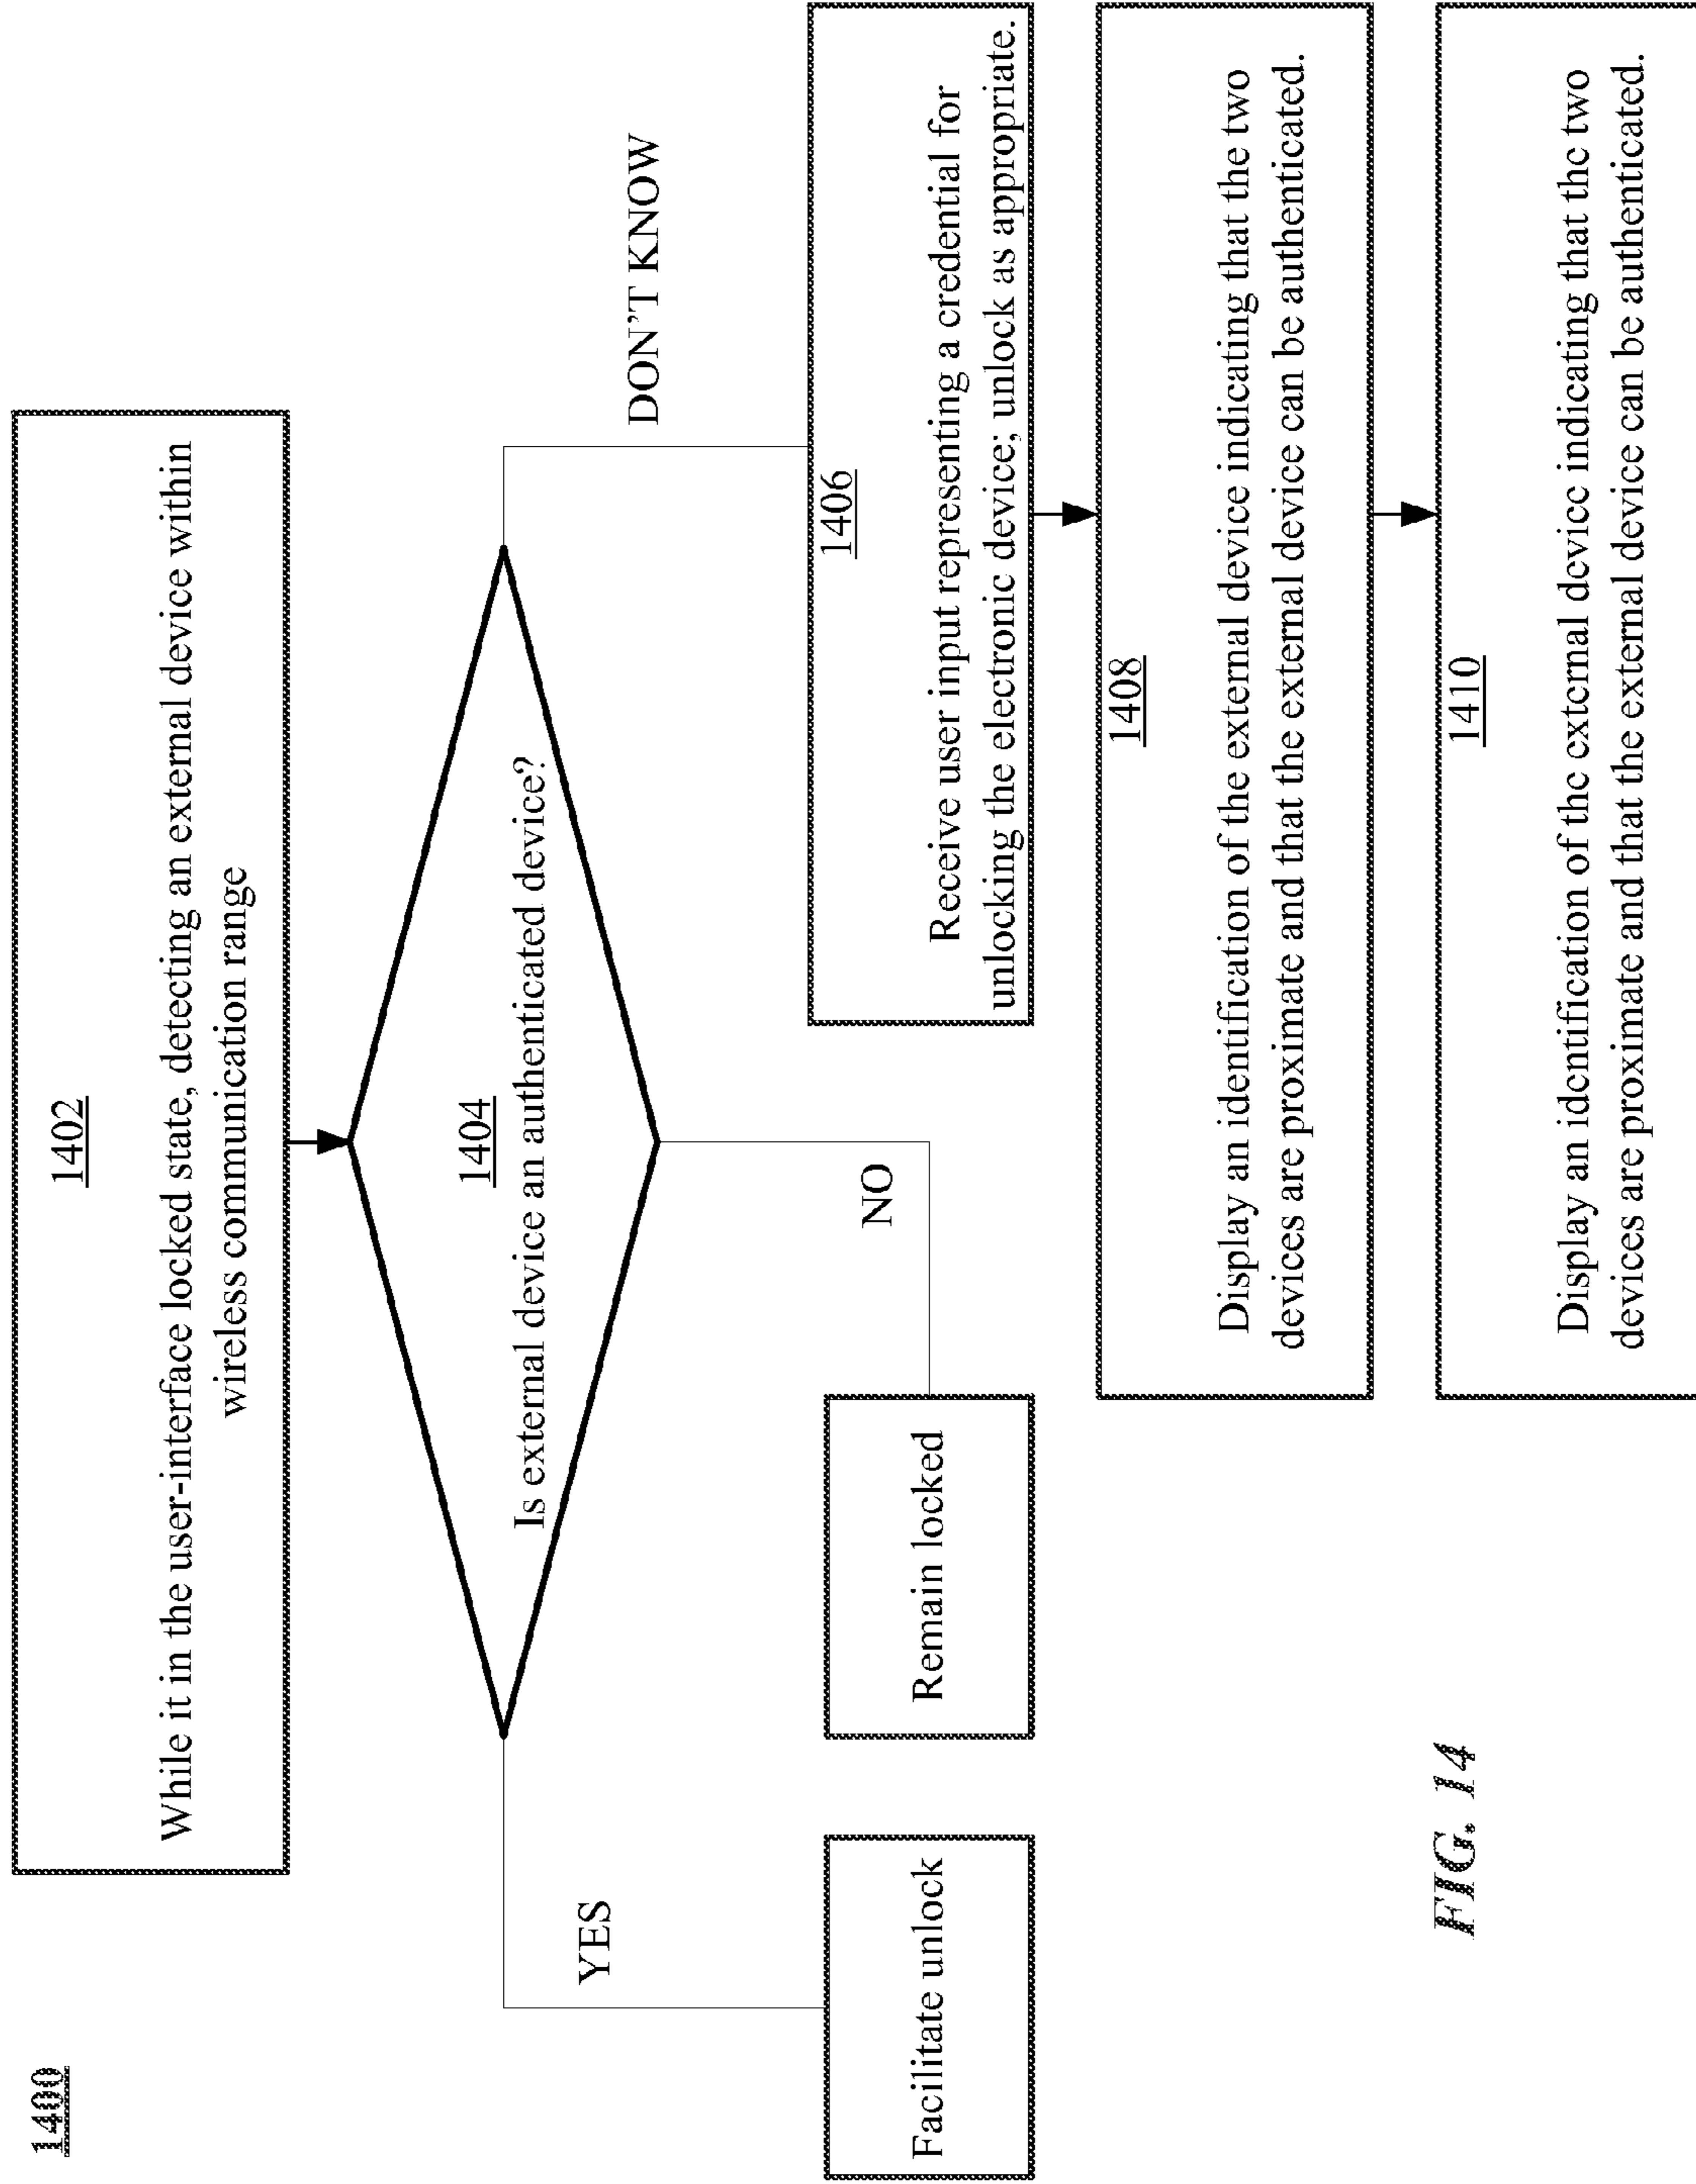 1400
1402
While it in the user-interface locked state, detecting an external device within
wireless communication range
1404
Is external device an authenticated device?
YES
NO
DON'T KNOW
Facilitate unlock
Remain locked
1406
Receive user input representing a credential for
unlocking the electronic device; unlock as appropriate.
1408
Display an identification of the external device indicating that the two
devices are proximate and that the external device can be authenticated.
1410
Display an identification of the external device indicating that the two
devices are proximate and that the external device can be authenticated.
FIG. 14